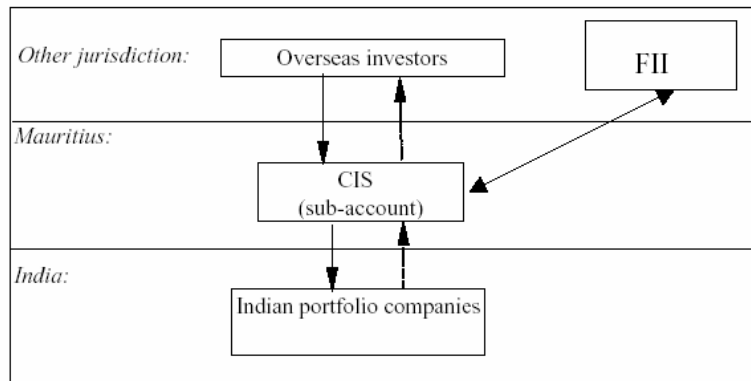 Other jurisdiction:
Overseas investors
FII
Mauritius:
CIS
(sub-account)
India:
Indian portfolio companies